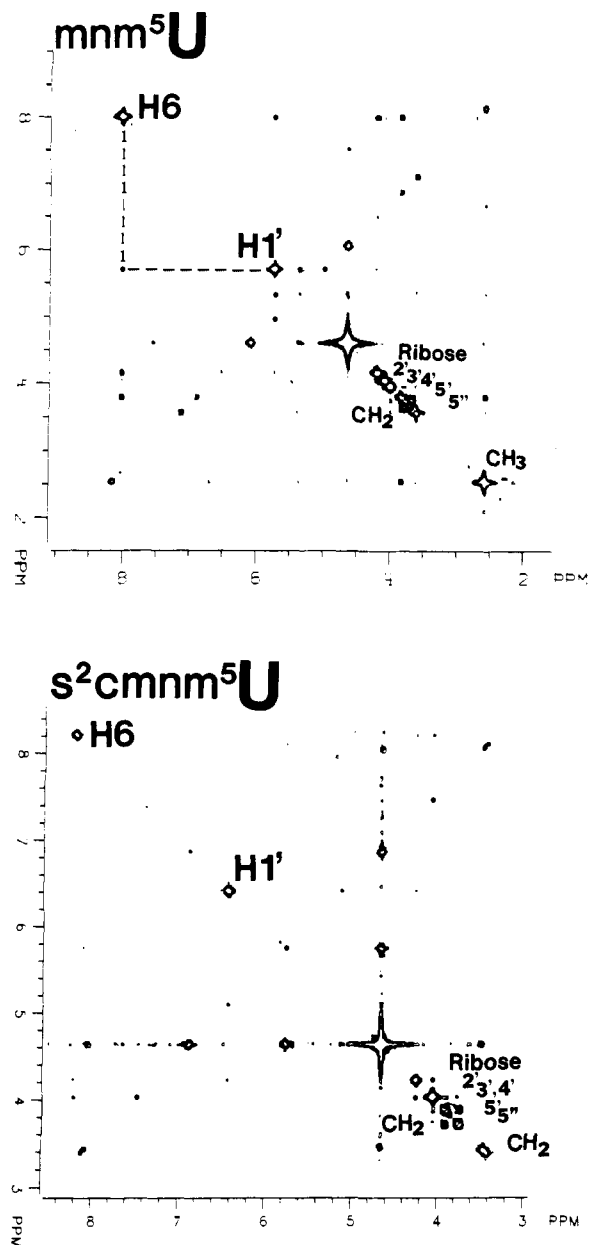 mnm⁵U
8
H6
6
H1'
Ribose
2' 3' 4' 5' 5"
4
CH₂
CH₃
2
PPM
8 6 4 2 PPM
s²cmnm⁵U
8
H6
7
H1'
6
5
Ribose
2' 3', 4'
4
5' 5"
CH₂
CH₂
3
PPM
8 7 6 5 4 3 PPM